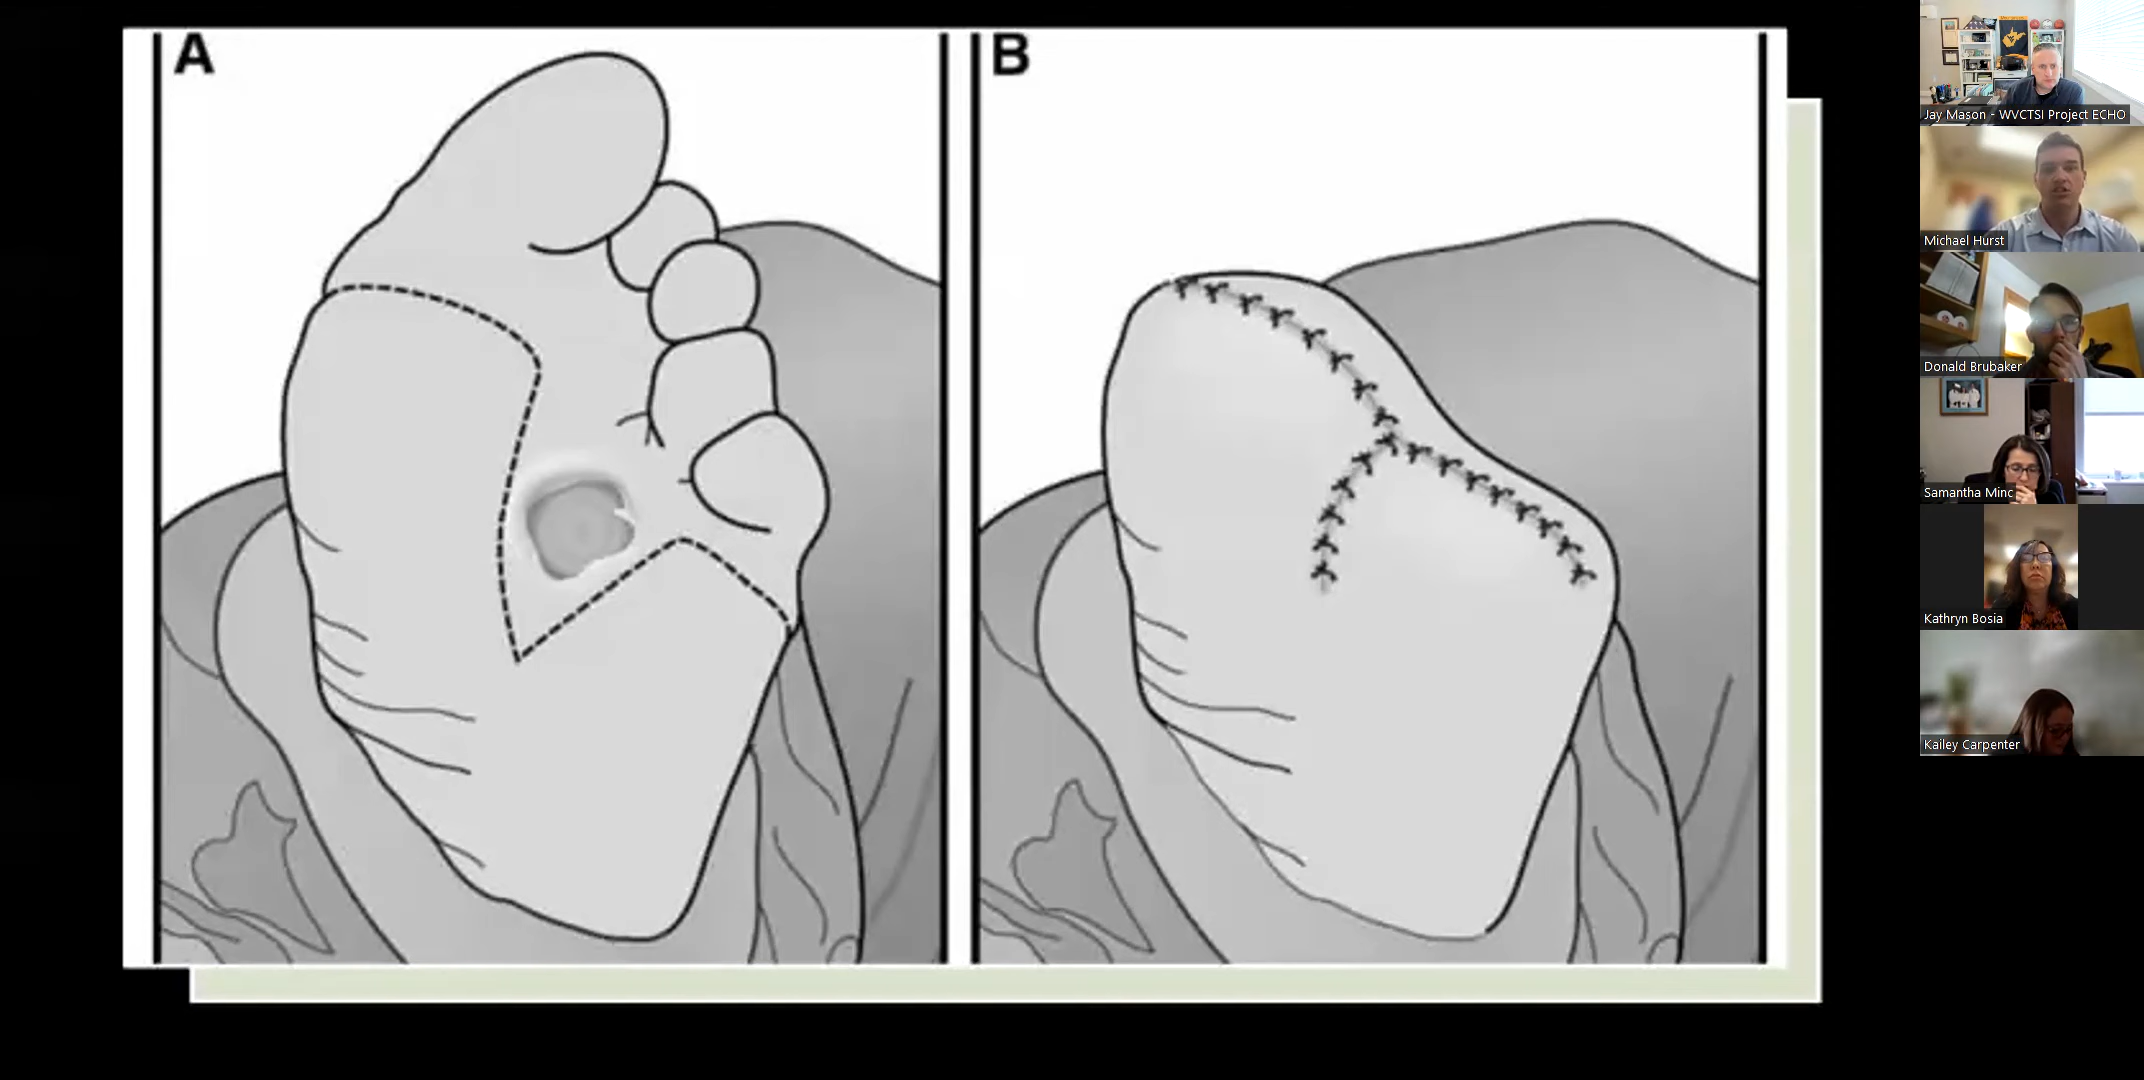 A
B
Jay Mason - WVCTSI Project ECHO
Michael Hurst
Donald Brubaker
Samantha Minc
Kathryn Bosia
Kailey Carpenter